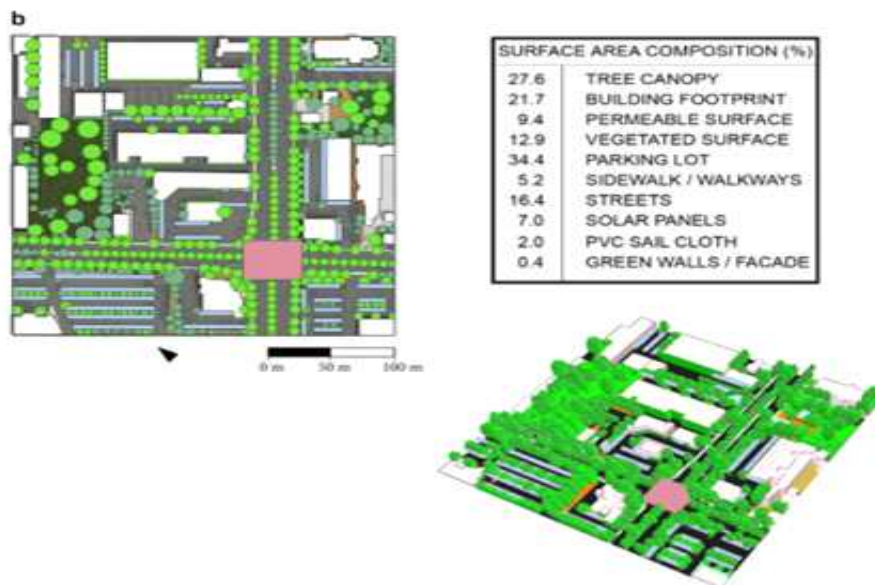 b
SURFACE AREA COMPOSITION (%)
27.6 TREE CANOPY
21.7 BUILDING FOOTPRINT
9.4 PERMEABLE SURFACE
12.9 VEGETATED SURFACE
34.4 PARKING LOT
5.2 SIDEWALK / WALKWAYS
16.4 STREETS
7.0 SOLAR PANELS
2.0 PVC SAIL CLOTH
0.4 GREEN WALLS / FACADE
0 m 50 m 100 m